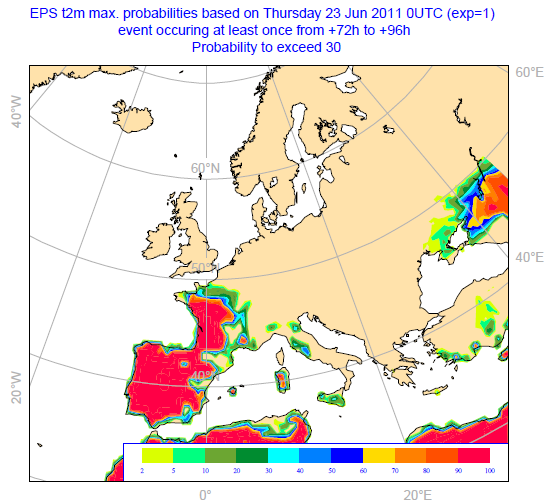 EPS t2m max. probabilities based on Thursday 23 Jun 2011 0UTC (exp=1)
event occuring at least once from +72h to +96h
Probability to exceed 30
60°E
40°W
60°N
40°E
50°N
40°N
20°W
2 5 10 20 30 40 50 60 70 80 90 100
0°
20°E